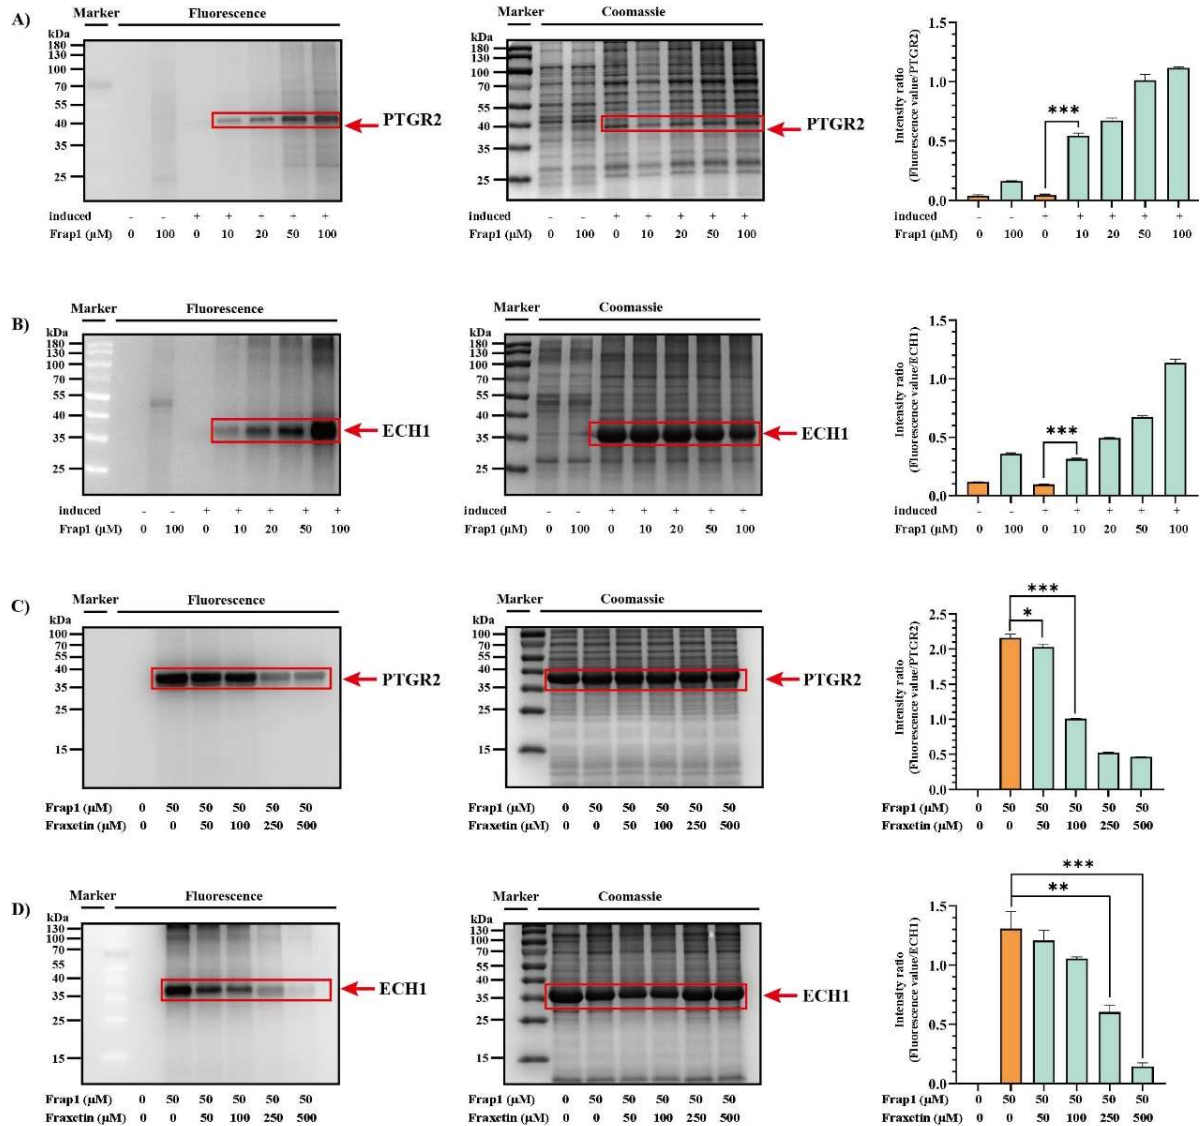 A)
Marker Fluorescence
kDa
180
130
100
70
55
40
35
25
PTGR2
induced - - + + + + +
Frap1 (μM) 0 100 0 10 20 50 100
Marker Coomassie
kDa
180
130
100
70
55
40
35
25
PTGR2
induced - - + + + + +
Frap1 (μM) 0 100 0 10 20 50 100
Intensity ratio
(Fluorescence value/PTGR2)
1.5
1.0
0.5
0.0
***
induced - - + + + + +
Frap1 (μM) 0 100 0 10 20 50 100
B)
Marker Fluorescence
kDa
180
130
100
70
55
40
35
25
ECH1
induced - - + + + + +
Frap1 (μM) 0 100 0 10 20 50 100
Marker Coomassie
kDa
180
130
100
70
55
40
35
25
ECH1
induced - - + + + + +
Frap1 (μM) 0 100 0 10 20 50 100
Intensity ratio
(Fluorescence value/ECH1)
1.5
1.0
0.5
0.0
***
induced - - + + + + +
Frap1 (μM) 0 100 0 10 20 50 100
C)
Marker Fluorescence
kDa
100
70
55
40
35
25
15
PTGR2
Frap1 (μM) 0 50 50 50 50 50
Fraxetin (μM) 0 0 50 100 250 500
Marker Coomassie
kDa
100
70
55
40
35
25
15
PTGR2
Frap1 (μM) 0 50 50 50 50 50
Fraxetin (μM) 0 0 50 100 250 500
Intensity ratio
(Fluorescence value/PTGR2)
2.5
2.0
1.5
1.0
0.5
0.0
***
*
Frap1 (μM) 0 50 50 50 50 50
Fraxetin (μM) 0 0 50 100 250 500
D)
Marker Fluorescence
kDa
130
100
70
55
40
35
25
15
ECH1
Frap1 (μM) 0 50 50 50 50 50
Fraxetin (μM) 0 0 50 100 250 500
Marker Coomassie
kDa
130
100
70
55
40
35
25
15
ECH1
Frap1 (μM) 0 50 50 50 50 50
Fraxetin (μM) 0 0 50 100 250 500
Intensity ratio
(Fluorescence value/ECH1)
1.5
1.0
0.5
0.0
***
**
Frap1 (μM) 0 50 50 50 50 50
Fraxetin (μM) 0 0 50 100 250 500